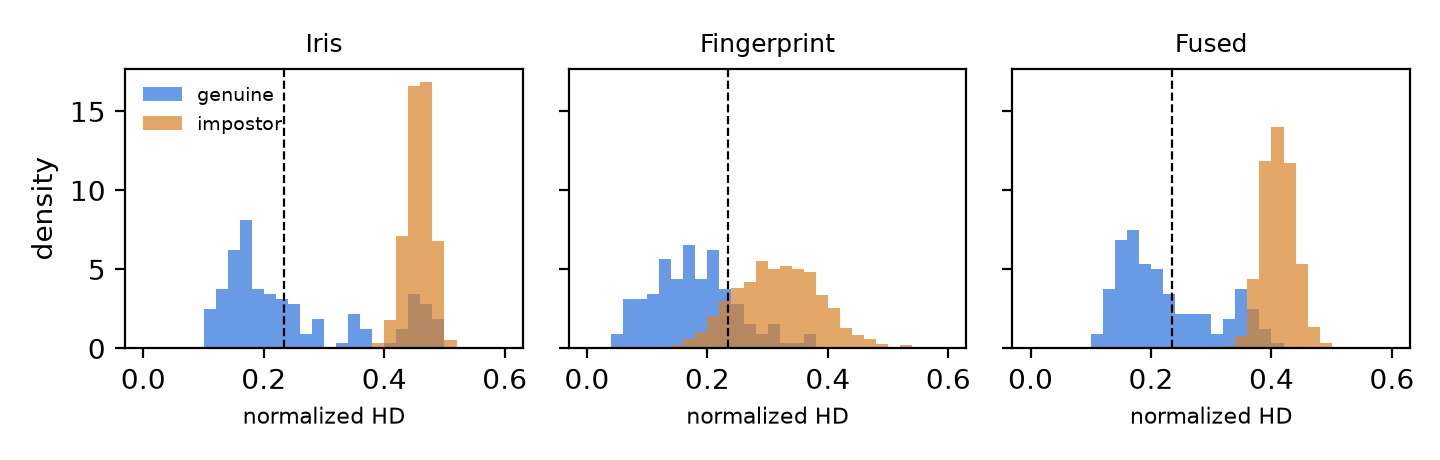 Iris
Fingerprint
Fused
genuine
impostor
density
15
10
5
0
0.0 0.2 0.4 0.6
0.0 0.2 0.4 0.6
0.0 0.2 0.4 0.6
normalized HD
normalized HD
normalized HD